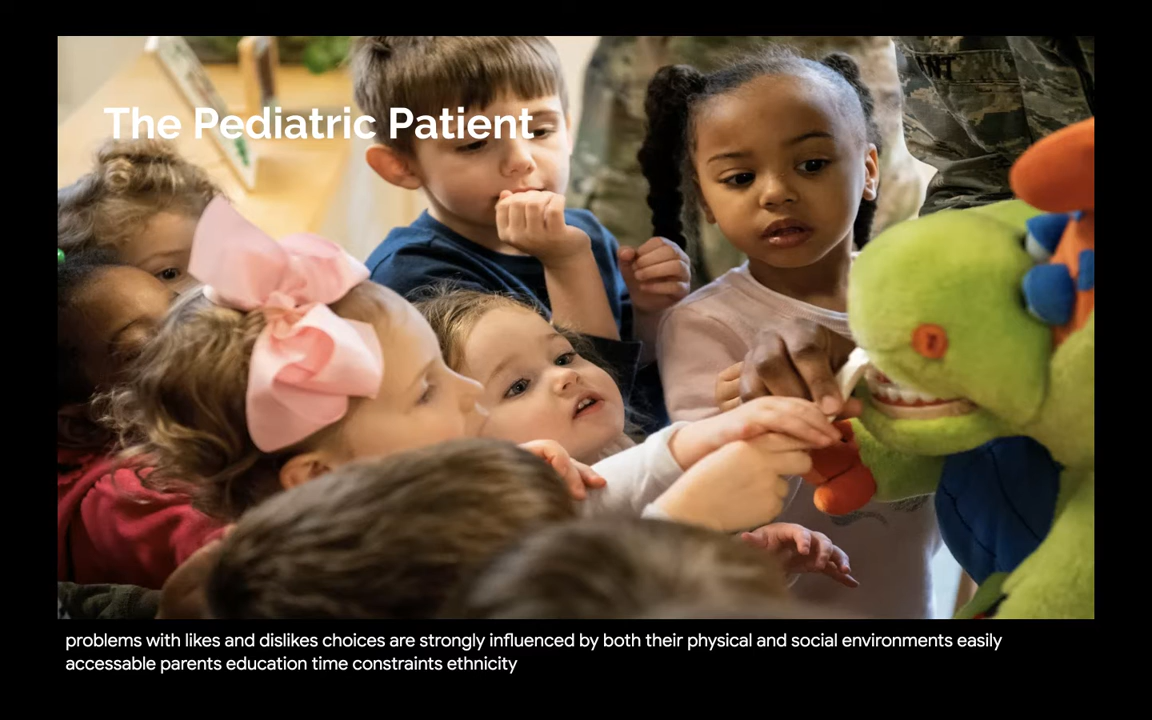 The Pediatric Patient
problems with likes and dislikes choices are strongly influenced by both their physical and social environments easily
accessable parents education time constraints ethnicity